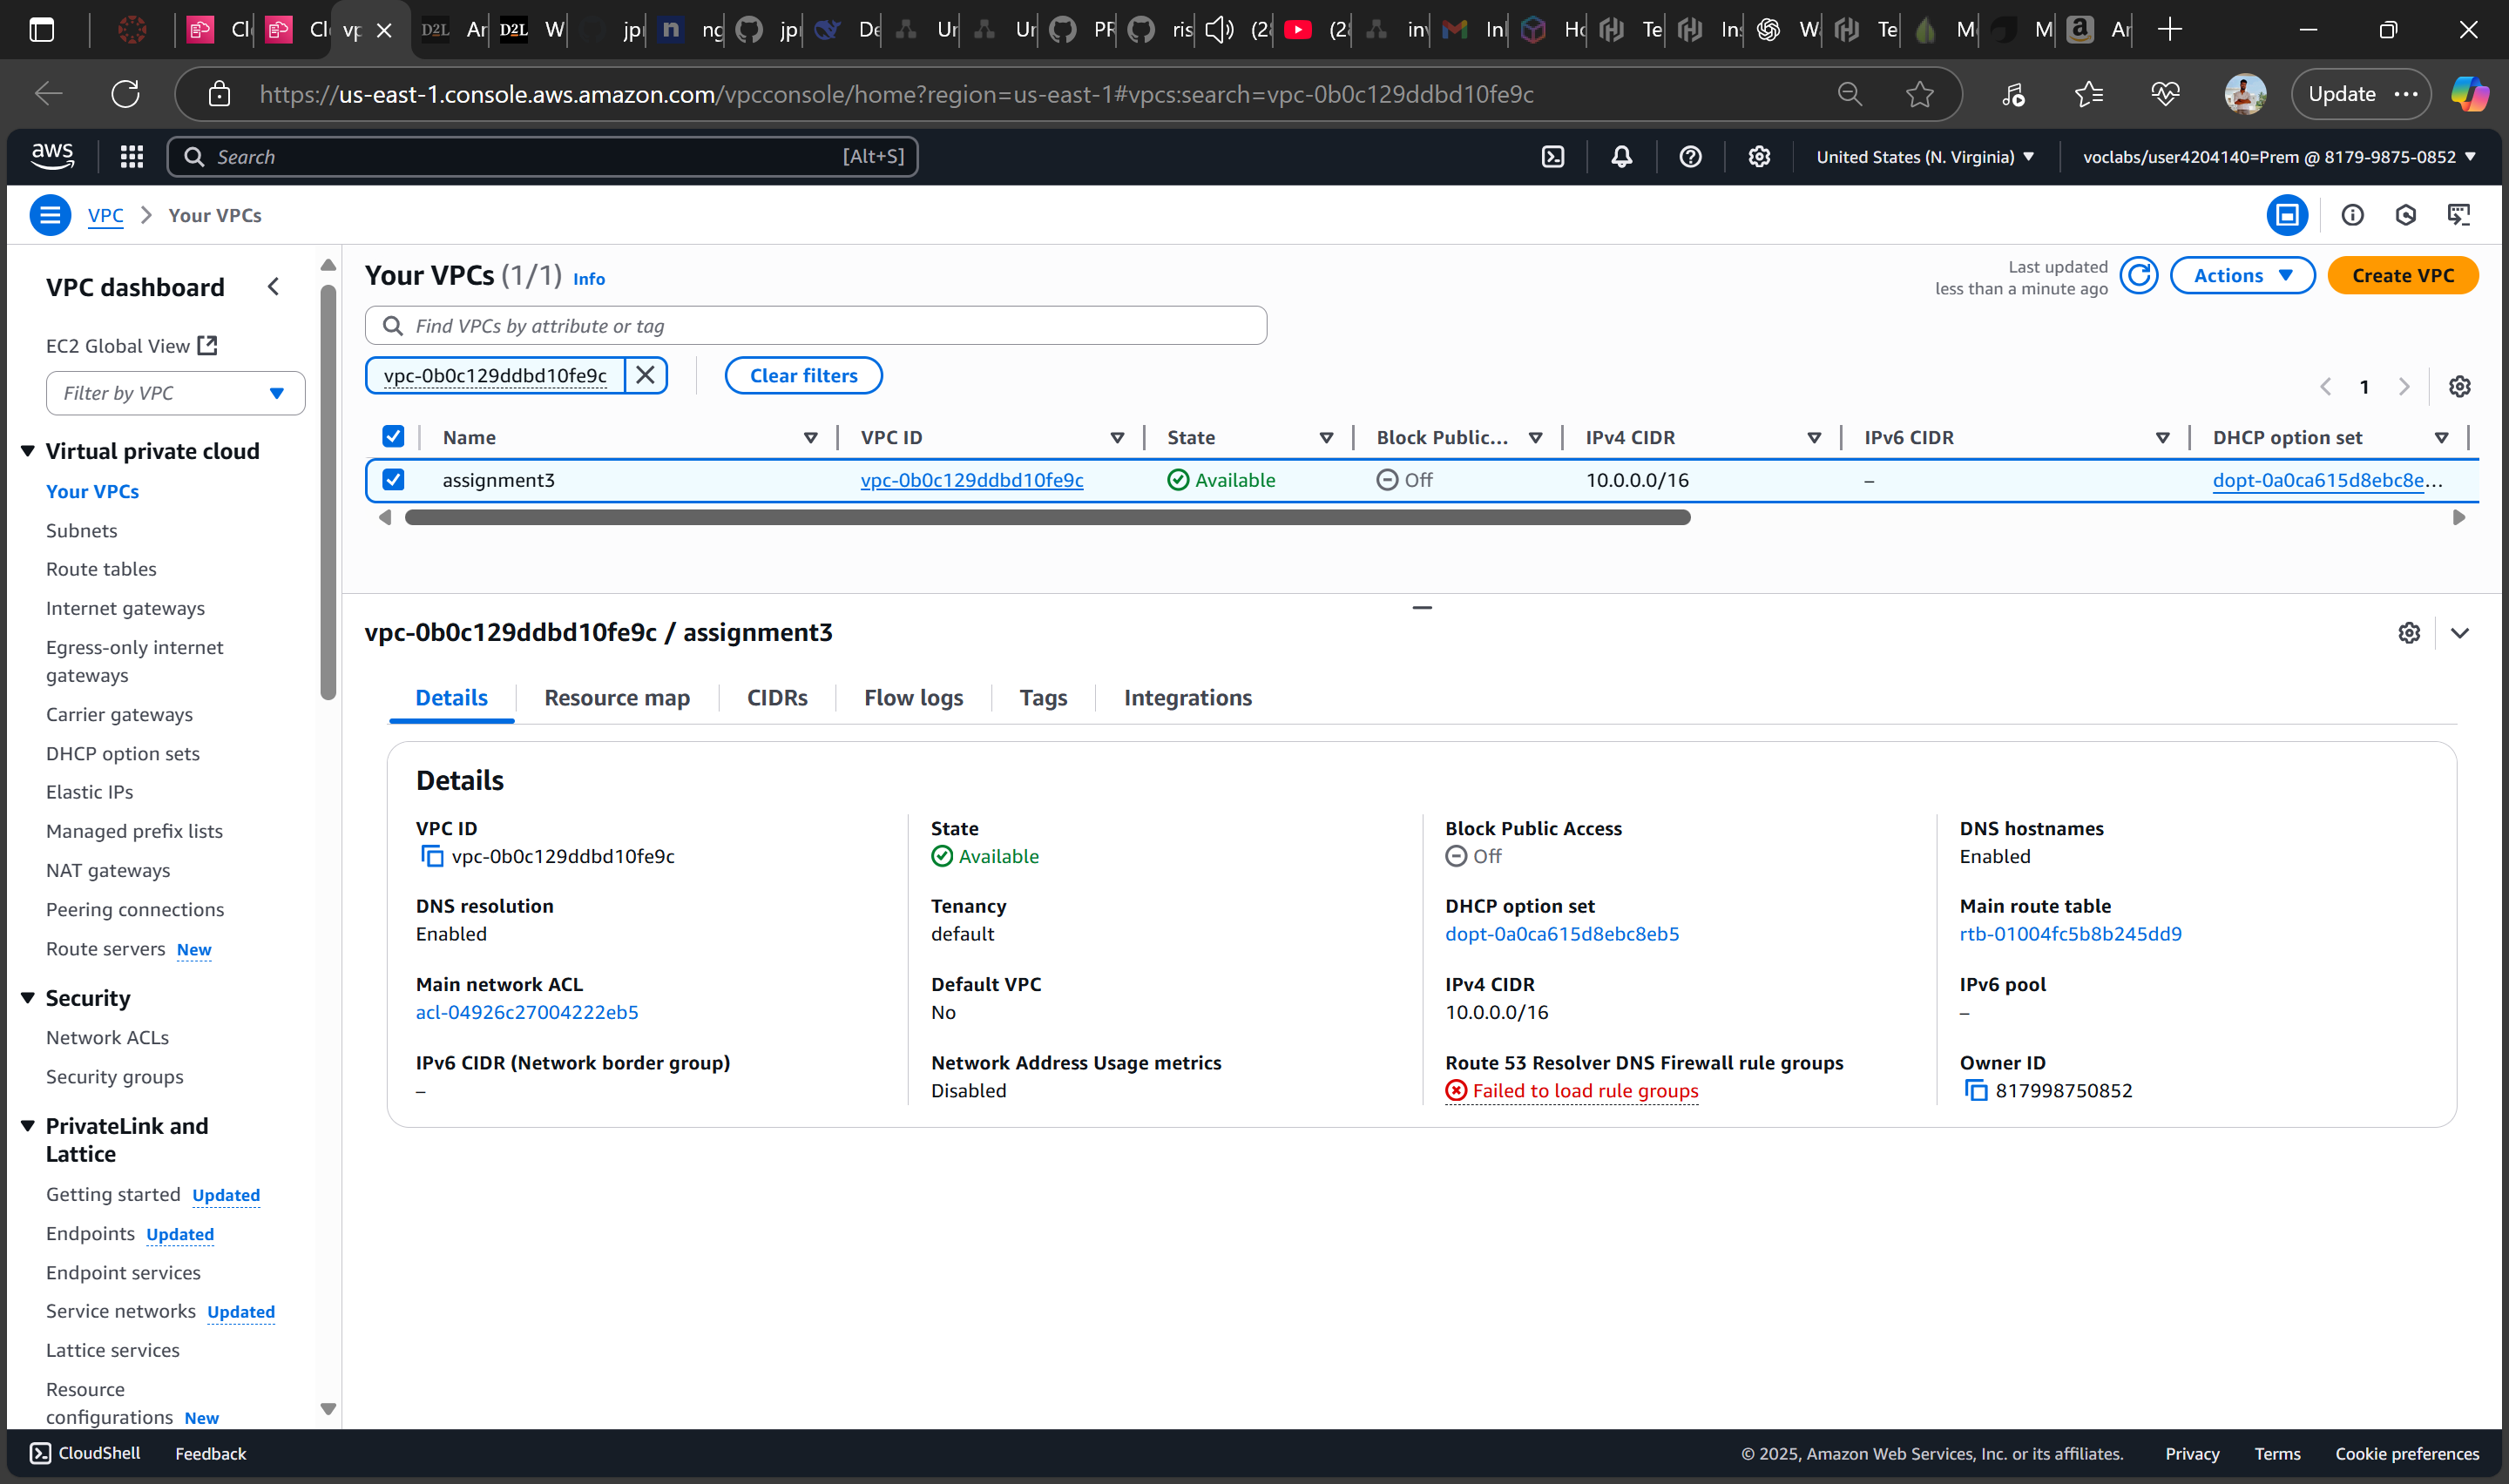 Cl
Cl
vp
D2L Ar
D2L W
jp
n ng
jp
De
Ur
Ur
PR
ris
(2
(2
in
In
Ho
Te
In
W
Te
M
M
Ar
https://us-east-1.console.aws.amazon.com/vpcconsole/home?region=us-east-1#vpcs:search=vpc-0b0c129ddbd10fe9c
Update
aws
Search
[Alt+S]
United States (N. Virginia)
voclabs/user4204140=Prem @ 8179-9875-0852
VPC
Your VPCs
VPC dashboard
EC2 Global View
Filter by VPC
Virtual private cloud
Your VPCs
Subnets
Route tables
Internet gateways
Egress-only internet
gateways
Carrier gateways
DHCP option sets
Elastic IPs
Managed prefix lists
NAT gateways
Peering connections
Route servers New
Security
Network ACLs
Security groups
PrivateLink and
Lattice
Getting started Updated
Endpoints Updated
Endpoint services
Service networks Updated
Lattice services
Resource
configurations New
Your VPCs (1/1) Info
Last updated
less than a minute ago
Actions
Create VPC
Find VPCs by attribute or tag
vpc-0b0c129ddbd10fe9c
Clear filters
1
Name VPC ID State Block Public... IPv4 CIDR IPv6 CIDR DHCP option set
assignment3 vpc-0b0c129ddbd10fe9c Available Off 10.0.0.0/16 – dopt-0a0ca615d8ebc8e...
vpc-0b0c129ddbd10fe9c / assignment3
Details Resource map CIDRs Flow logs Tags Integrations
Details
VPC ID
vpc-0b0c129ddbd10fe9c
State
Available
Block Public Access
Off
DNS hostnames
Enabled
DNS resolution
Enabled
Tenancy
default
DHCP option set
dopt-0a0ca615d8ebc8eb5
Main route table
rtb-01004fc5b8b245dd9
Main network ACL
acl-04926c27004222eb5
Default VPC
No
IPv4 CIDR
10.0.0.0/16
IPv6 pool
–
IPv6 CIDR (Network border group)
–
Network Address Usage metrics
Disabled
Route 53 Resolver DNS Firewall rule groups
Failed to load rule groups
Owner ID
817998750852
CloudShell
Feedback
© 2025, Amazon Web Services, Inc. or its affiliates.
Privacy
Terms
Cookie preferences